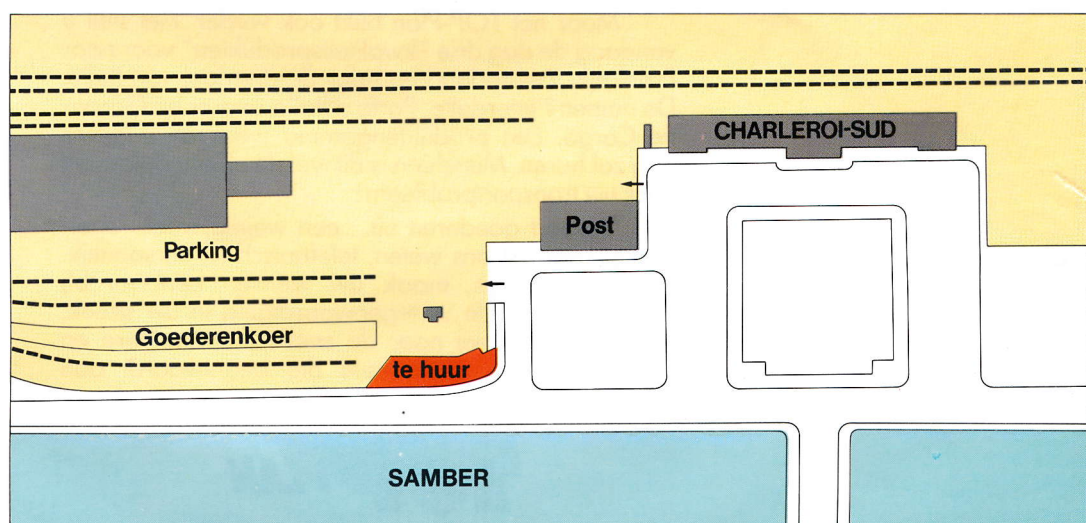 CHARLEROI-SUD
Post
Parking
Goederenkoer
te huur
SAMBER